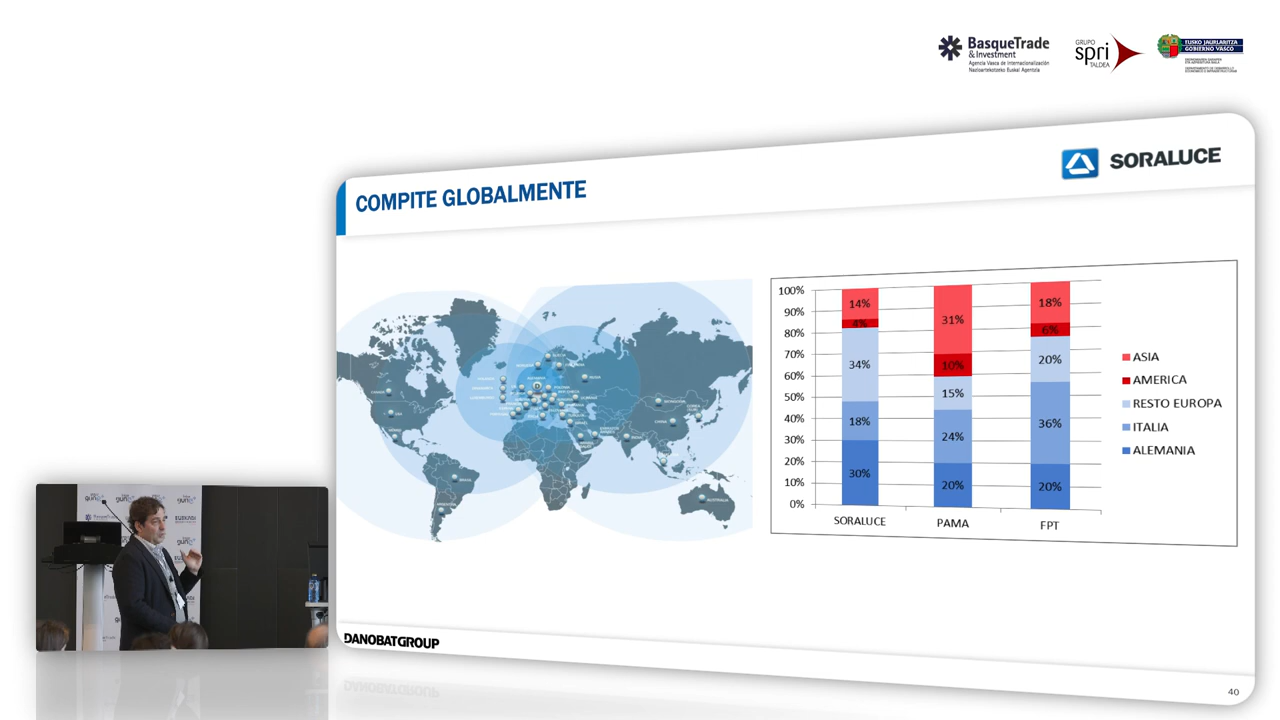 BasqueTrade
& Investment
Agencia Vasca de Internacionalización
Nazioartekotzeko Euskal Agentzia
GRUPO
spri
TALDEA
EUSKO JAURLARITZA
GOBIERNO VASCO
SORALUCE
COMPITE GLOBALMENTE
100%
90%
80%
70%
60%
50%
40%
30%
20%
10%
0%
14%
4%
34%
18%
30%
31%
10%
15%
24%
20%
18%
6%
20%
36%
20%
SORALUCE
PAMA
FPT
ASIA
AMERICA
RESTO EUROPA
ITALIA
ALEMANIA
DANOBATGROUP
40